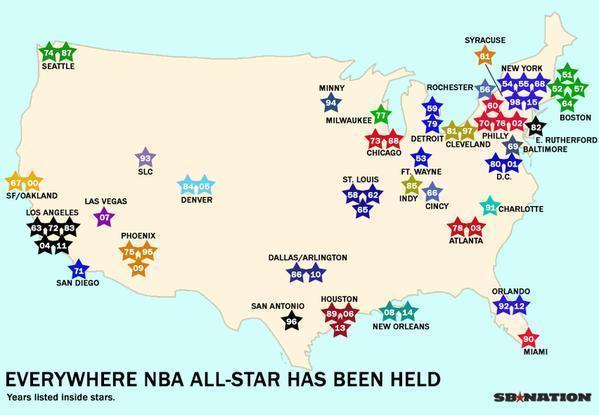 SYRACUSE
61
74 87
SEATTLE
NEW YORK
54 55 68
98 15
51
52 57
64
BOSTON
MINNY
94
ROCHESTER
56
MILWAUKEE
77
59
79
DETROIT
60
70 76 02
PHILLY
82
E. RUTHERFORD
73 88
CHICAGO
81 97
CLEVELAND
69
BALTIMORE
93
SLC
53
FT. WAYNE
80 01
D.C.
67 00
SF/OAKLAND
84 05
DENVER
ST. LOUIS
58 62
65
85
INDY
66
CINCY
LAS VEGAS
07
LOS ANGELES
63 72 83
04 11
91
CHARLOTTE
PHOENIX
75 95
09
78 03
ATLANTA
71
SAN DIEGO
DALLAS/ARLINGTON
86 10
ORLANDO
92 12
SAN ANTONIO
96
HOUSTON
89 06
13
08 14
NEW ORLEANS
90
MIAMI
EVERYWHERE NBA ALL-STAR HAS BEEN HELD
Years listed inside stars.
SB NATION